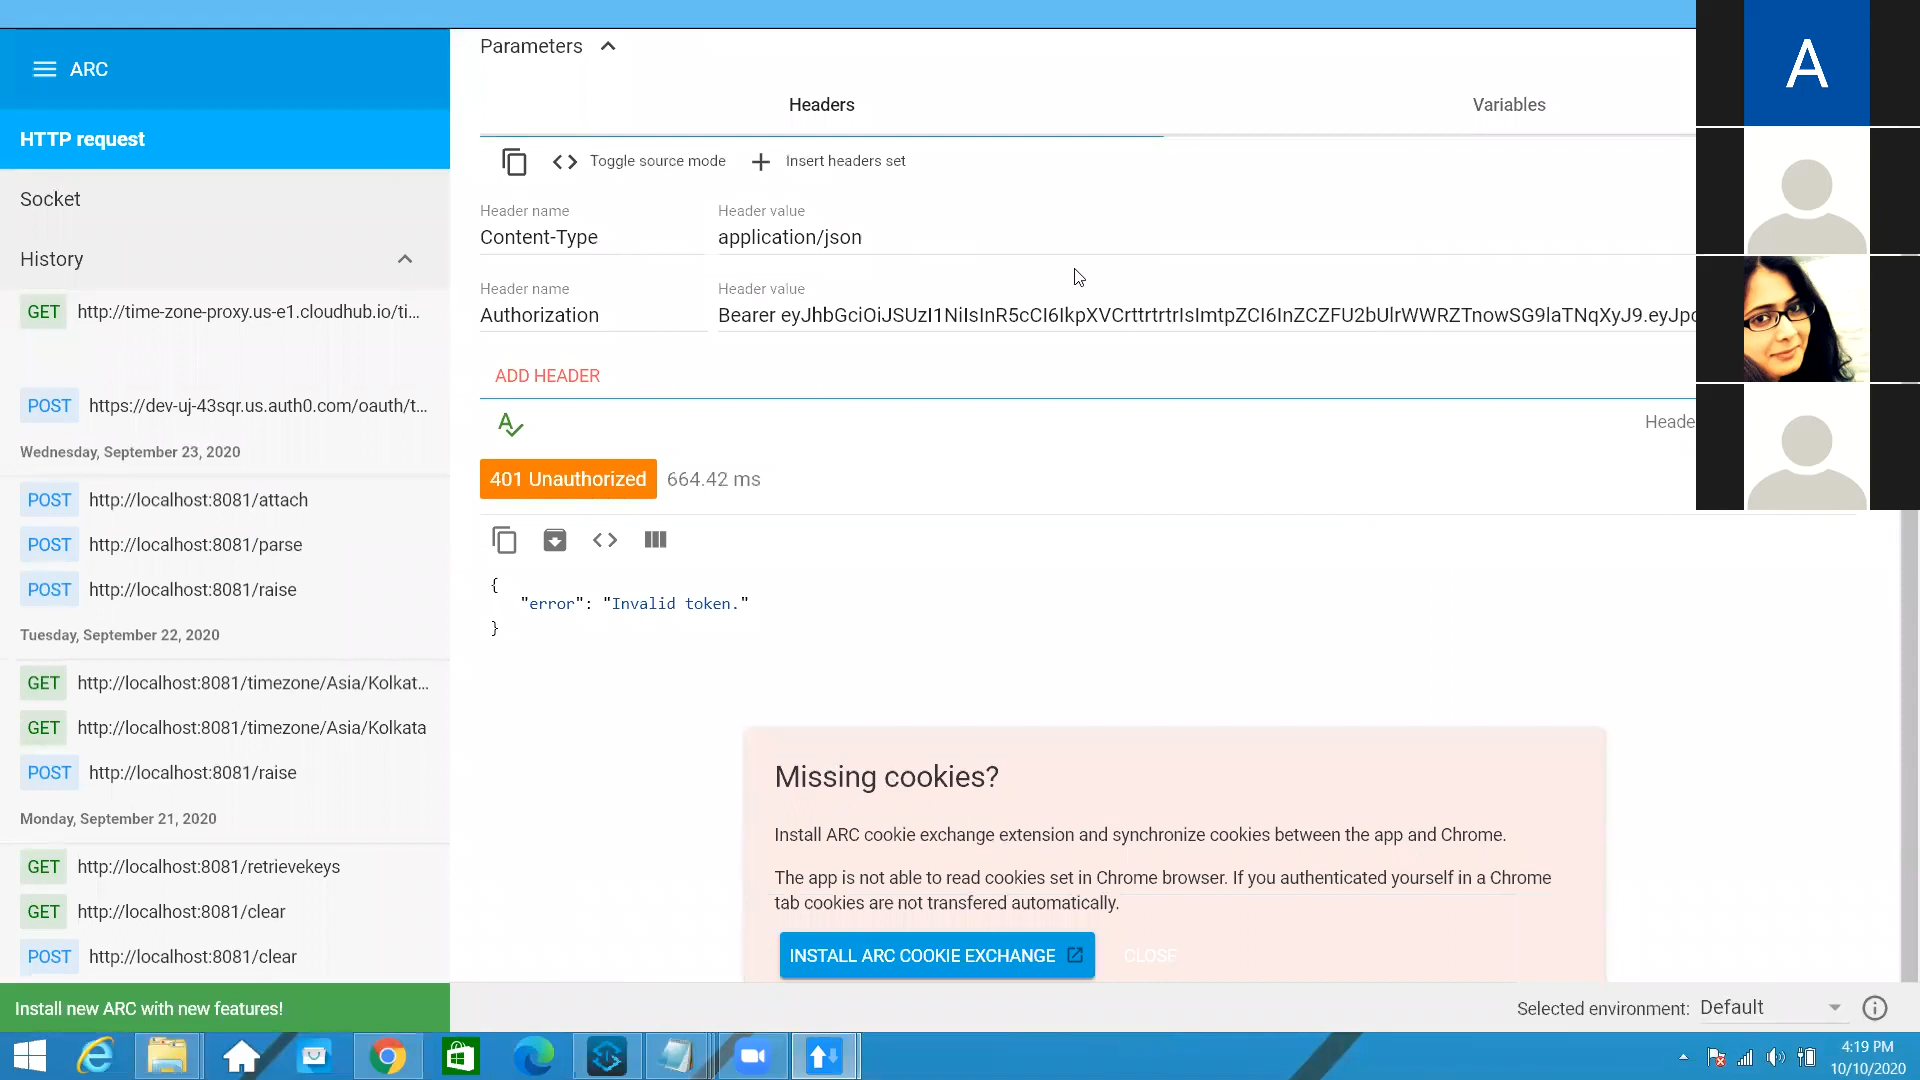 ARC
HTTP request
Socket
History
GET http://time-zone-proxy.us-e1.cloudhub.io/ti...
POST https://dev-uj-43sqr.us.auth0.com/oauth/t...
Wednesday, September 23, 2020
POST http://localhost:8081/attach
POST http://localhost:8081/parse
POST http://localhost:8081/raise
Tuesday, September 22, 2020
GET http://localhost:8081/timezone/Asia/Kolkat...
GET http://localhost:8081/timezone/Asia/Kolkata
POST http://localhost:8081/raise
Monday, September 21, 2020
GET http://localhost:8081/retrievekeys
GET http://localhost:8081/clear
POST http://localhost:8081/clear
Install new ARC with new features!
Parameters
Headers Variables
Toggle source mode Insert headers set
Header name Header value
Content-Type application/json
Header name Header value
Authorization Bearer eyJhbGciOiJSUzI1NiIsInR5cCI6IkpXVCrttrtrtrIsImtpZCI6InZCZFU2bUlrWWRZTnowSG9laTNqXyJ9.eyJpc
ADD HEADER
Heade
401 Unauthorized 664.42 ms
{
"error": "Invalid token."
}
Missing cookies?
Install ARC cookie exchange extension and synchronize cookies between the app and Chrome.
The app is not able to read cookies set in Chrome browser. If you authenticated yourself in a Chrome
tab cookies are not transfered automatically.
INSTALL ARC COOKIE EXCHANGE CLOSE
Selected environment: Default
A
4:19 PM
10/10/2020